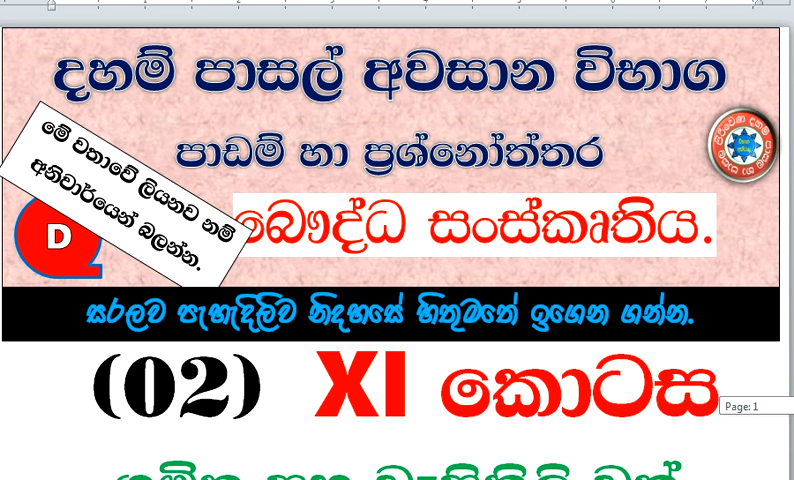 දහම් පාසල් අවසාන විභාග
පාඩම් හා ප්‍රශ්නෝත්තර
මේ වතාවේ ලියනව නම්
අනිවාර්යෙන් බලන්න.
D
බෞද්ධ සංස්කෘතිය.
සරලව පැහැදිලිව නිදහසේ හිතුමතේ ඉගෙන ගන්න.
(02) XI කොටස
Page: 1